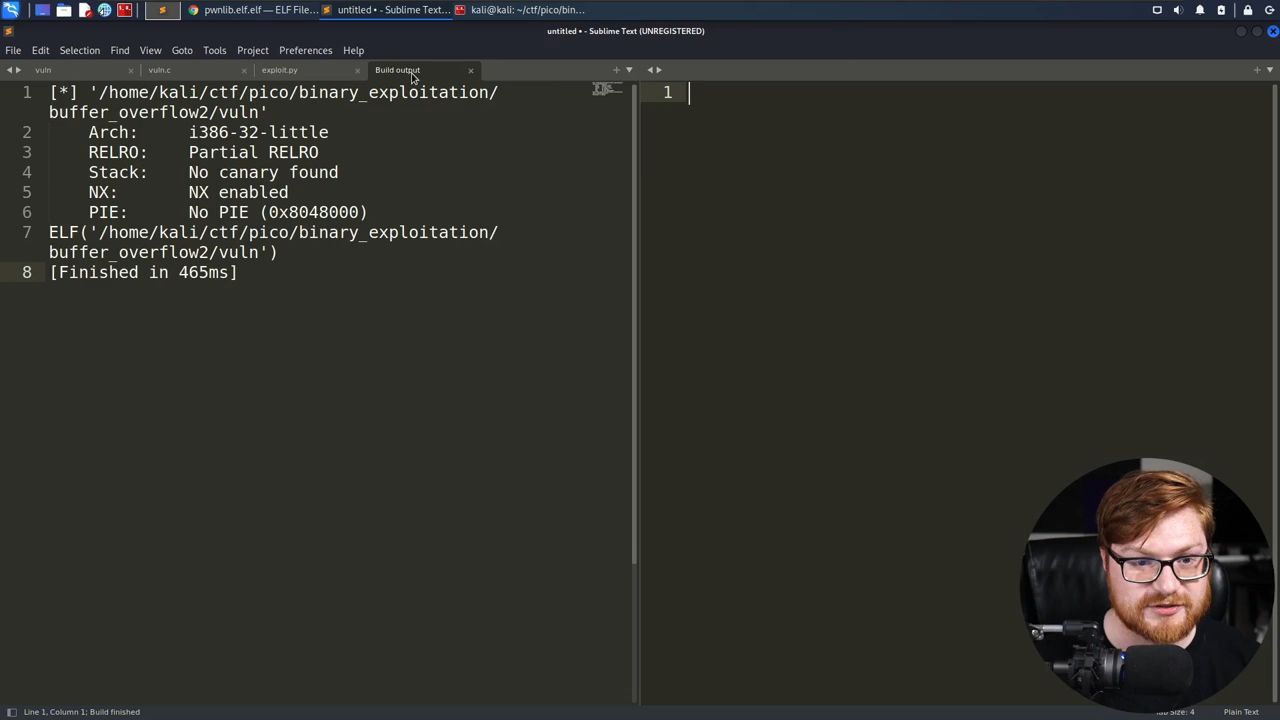 pwnlib.elf.elf — ELF File...
untitled • - Sublime Text...
kali@kali: ~/ctf/pico/bin...
untitled • - Sublime Text (UNREGISTERED)
File Edit Selection Find View Goto Tools Project Preferences Help
vuln
vuln.c
exploit.py
Build output
1 [*] '/home/kali/ctf/pico/binary_exploitation/
buffer_overflow2/vuln'
2 Arch: i386-32-little
3 RELRO: Partial RELRO
4 Stack: No canary found
5 NX: NX enabled
6 PIE: No PIE (0x8048000)
7 ELF('/home/kali/ctf/pico/binary_exploitation/
buffer_overflow2/vuln')
8 [Finished in 465ms]
1
Line 1, Column 1; Build finished
Size: 4
Plain Text